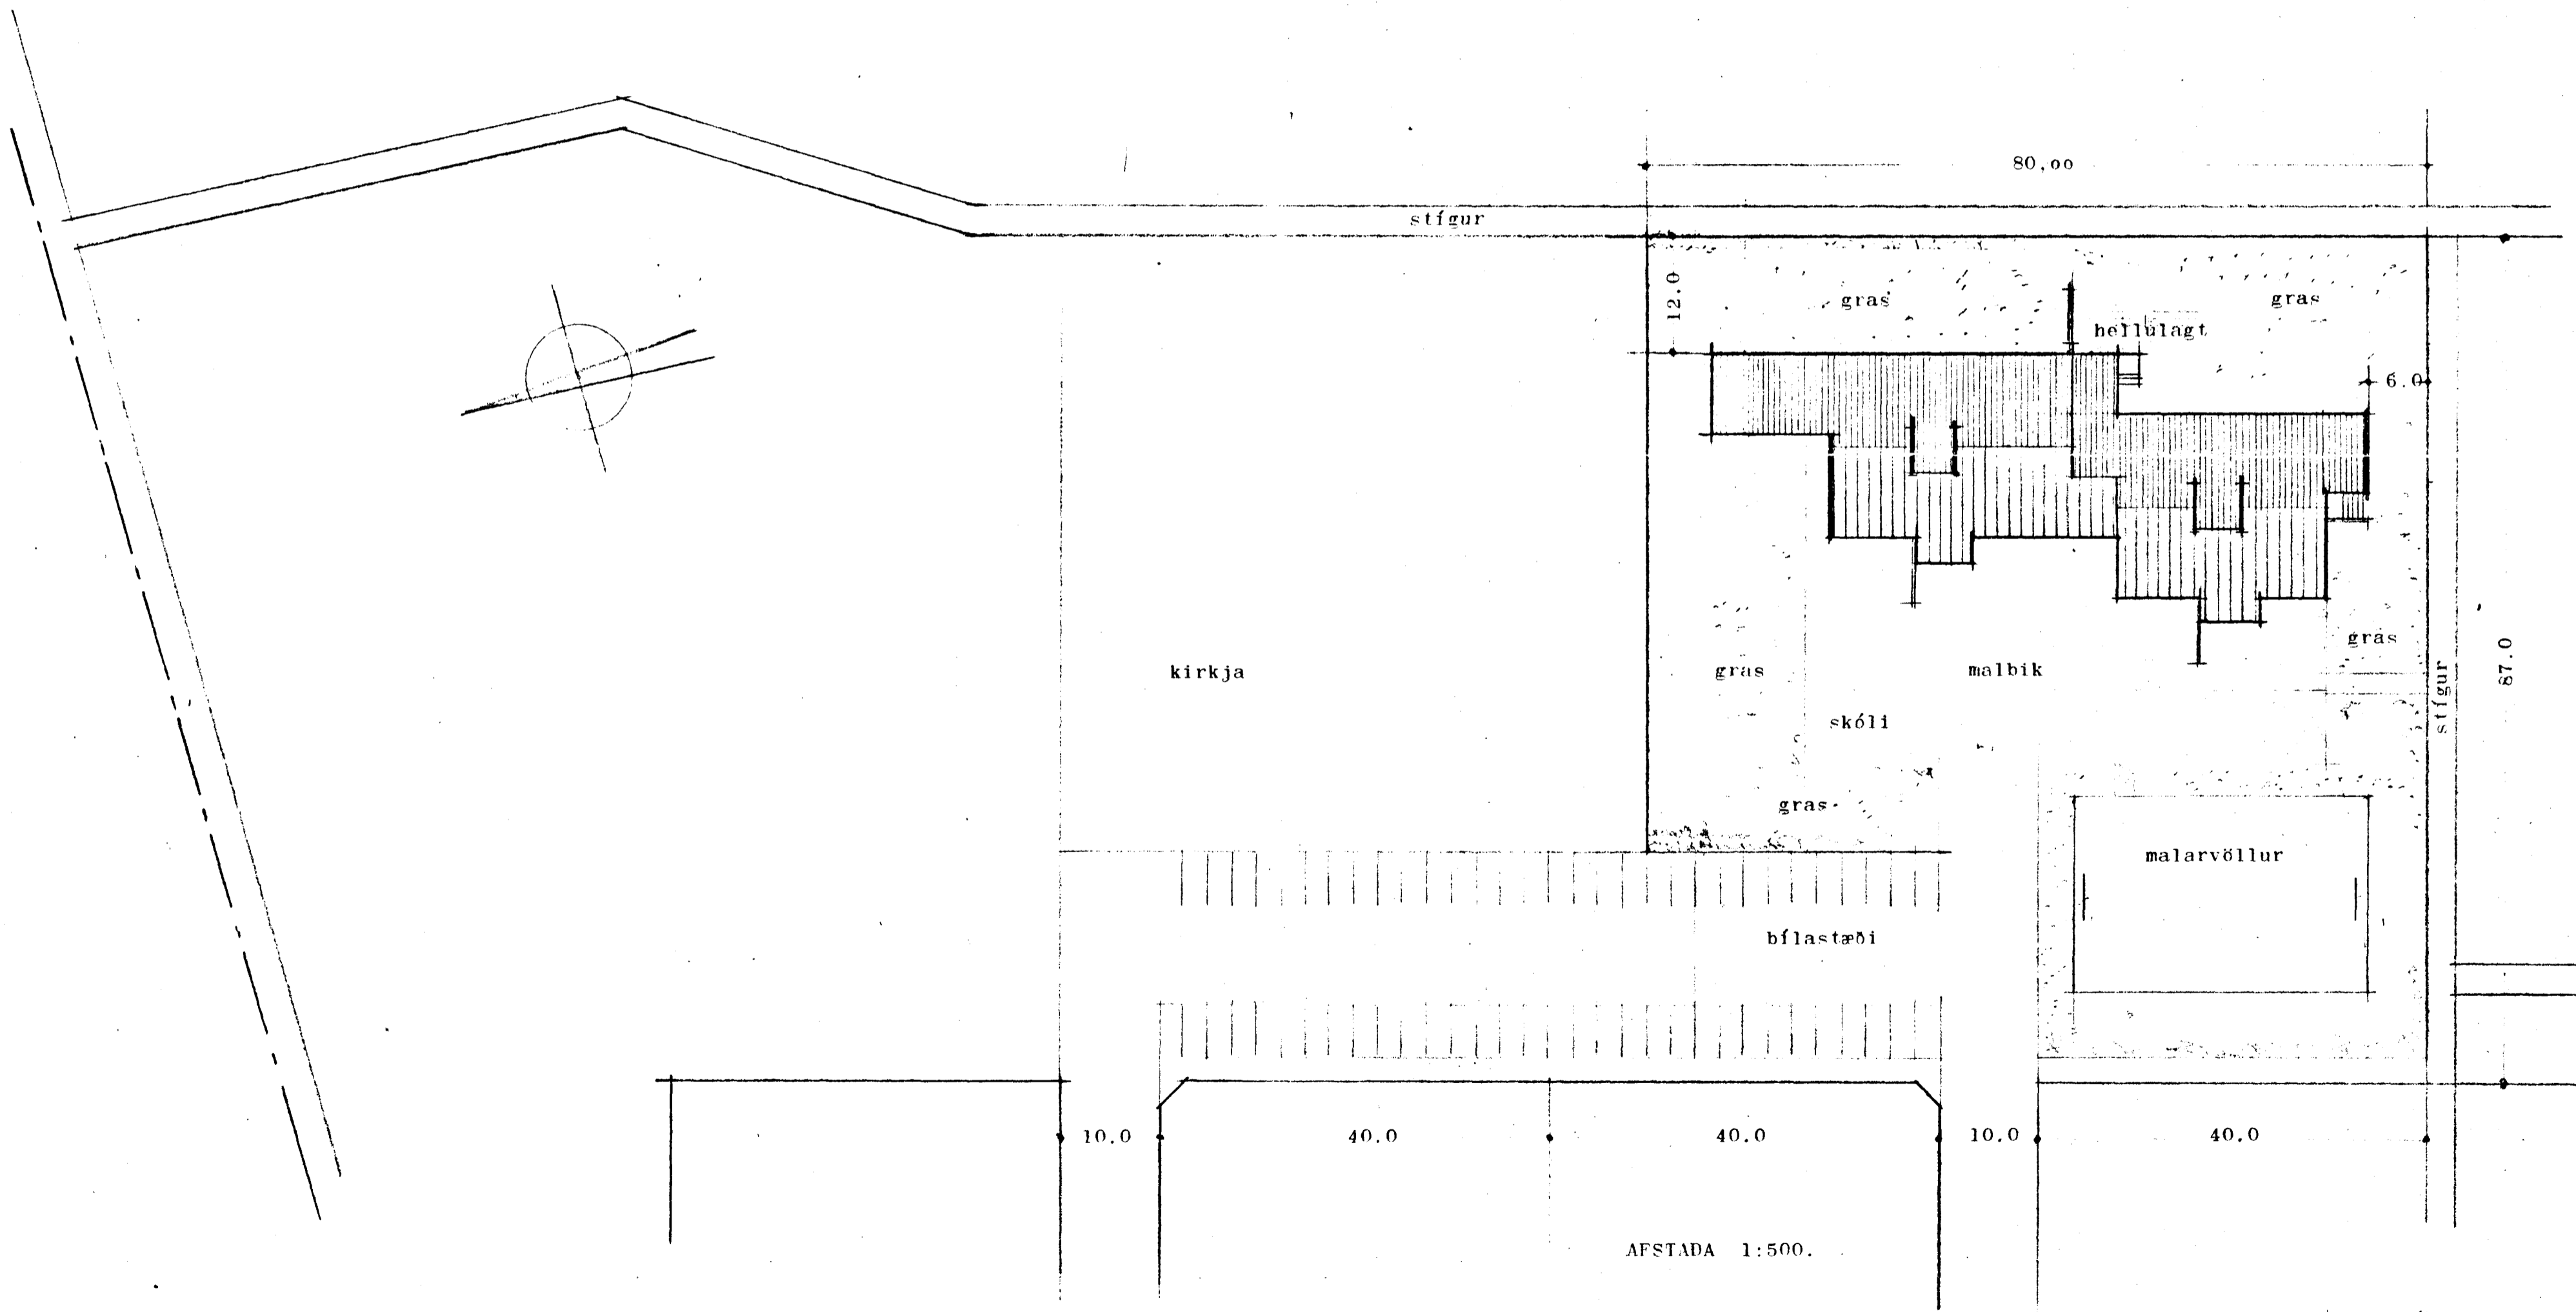 80,00
stígur
12.0
gras
gras
hellulagt
6.0
gras
kirkja
gras
malbik
stígur
87.0
skóli
gras
malarvöllur
bílastæði
10.0
40.0
40.0
10.0
40.0
AFSTADA 1:500.